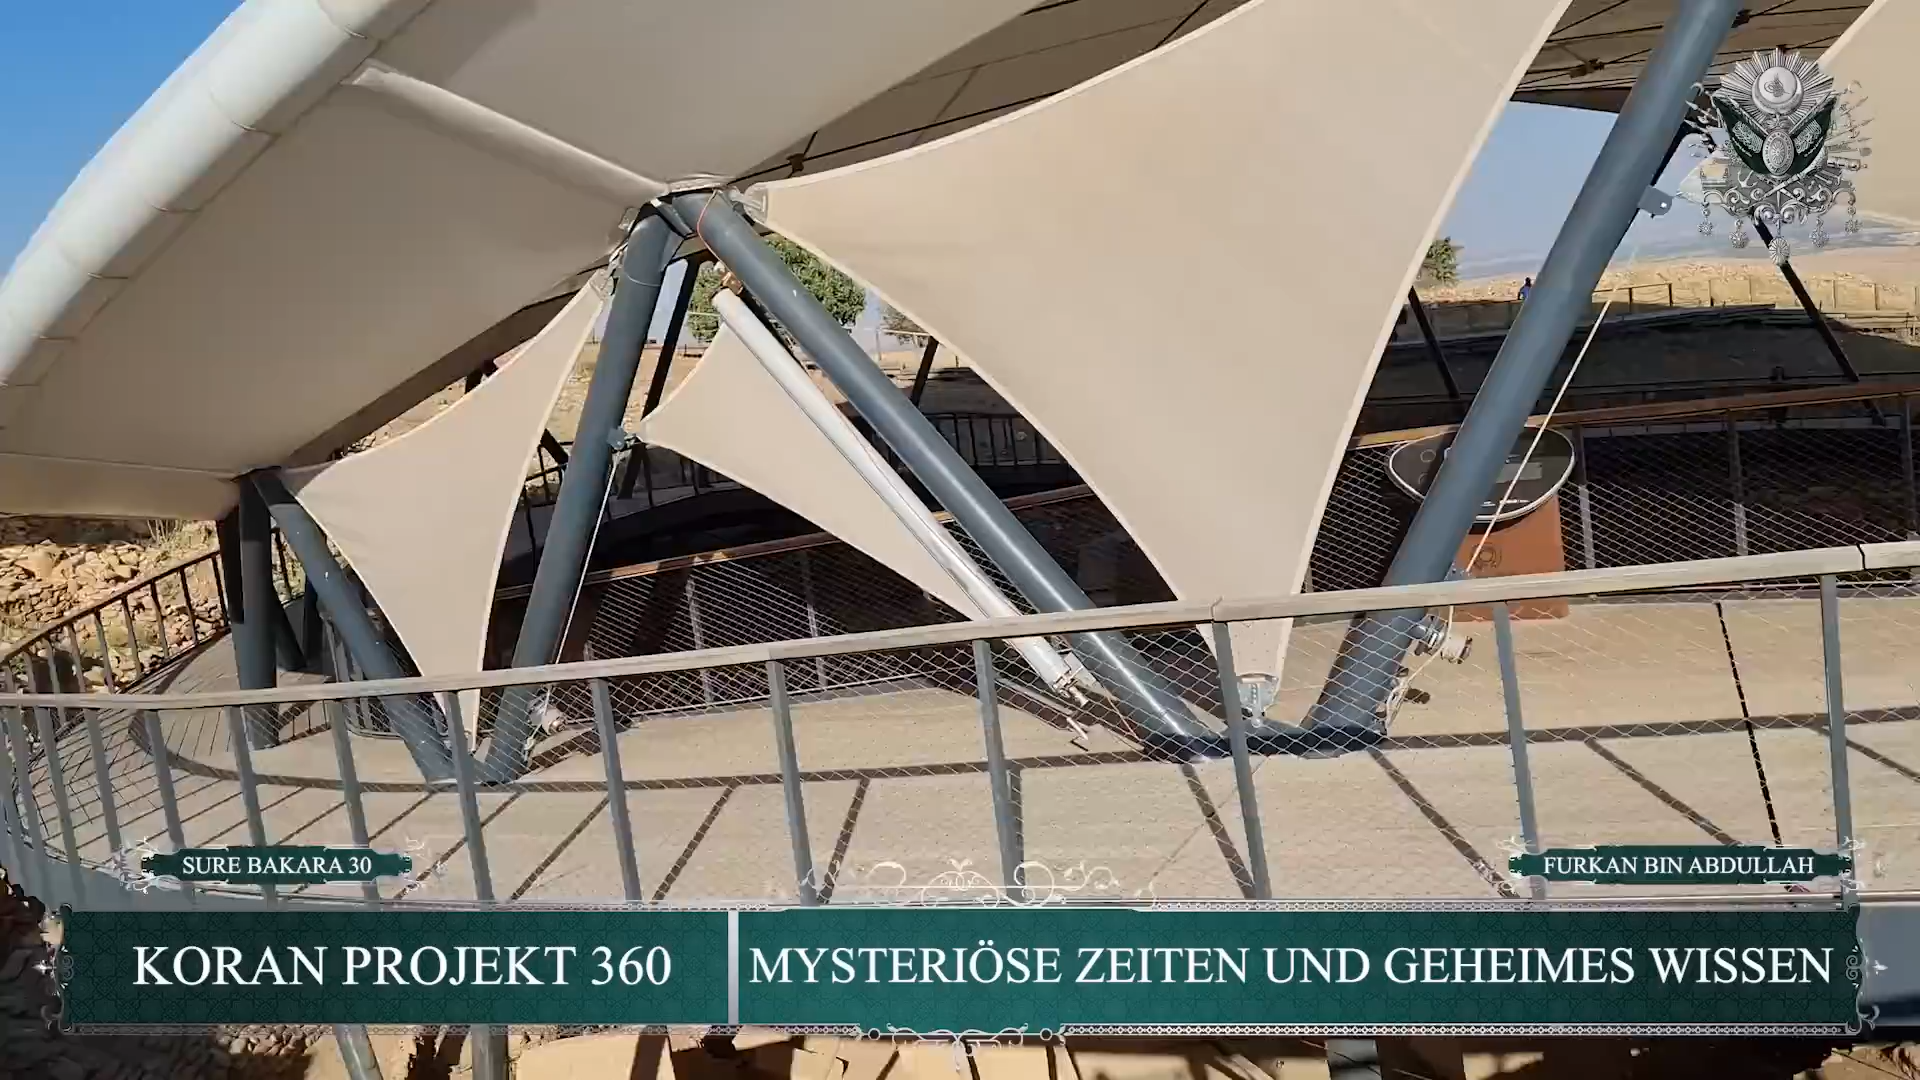 SURE BAKARA 30
FURKAN BIN ABDULLAH
KORAN PROJEKT 360
MYSTERIÖSE ZEITEN UND GEHEIMES WISSEN